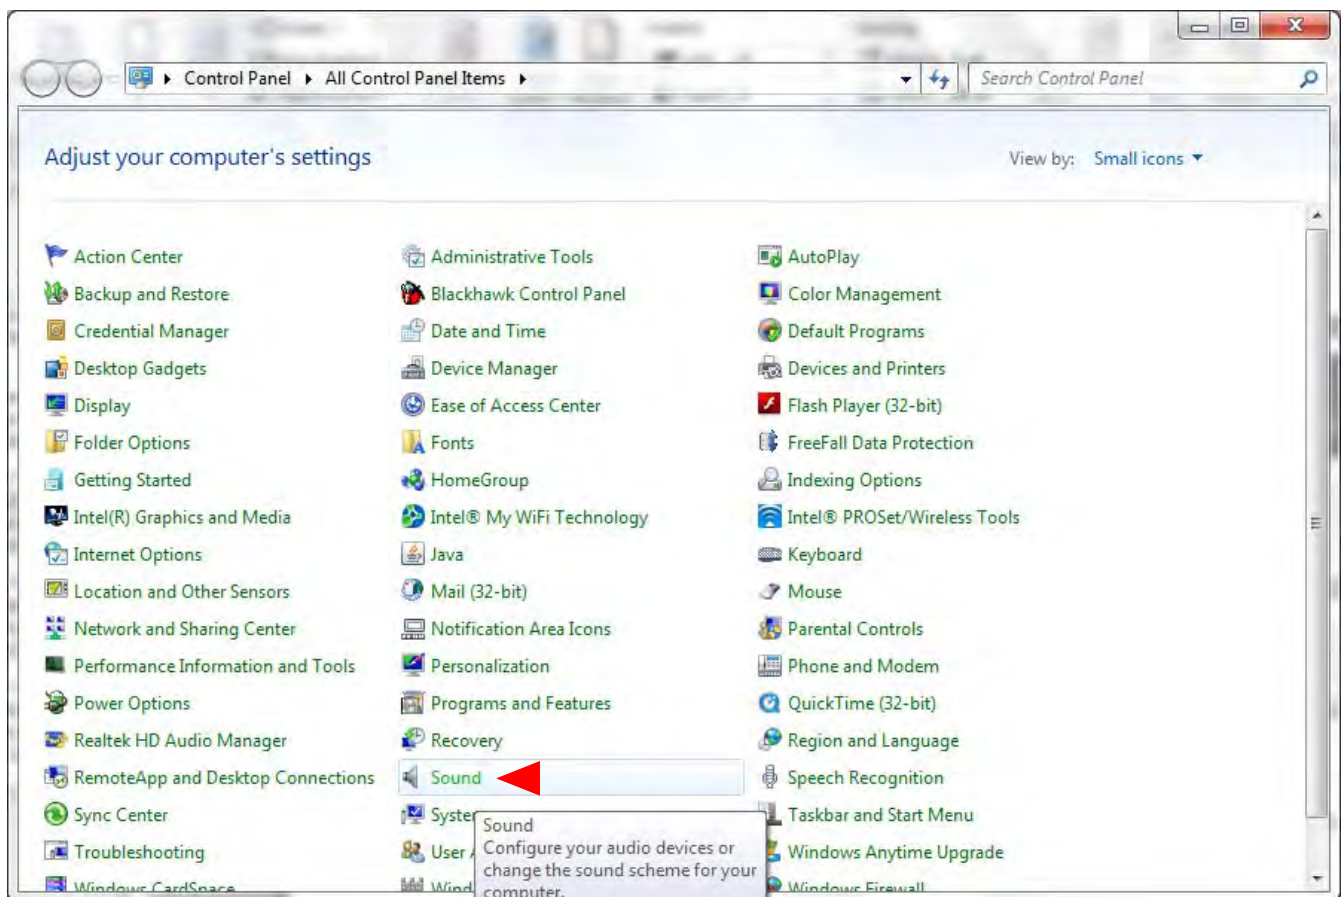 Control Panel All Control Panel Items
Search Control Panel
Adjust your computer's settings
View by: Small icons
Action Center
Administrative Tools
AutoPlay
Backup and Restore
Blackhawk Control Panel
Color Management
Credential Manager
Date and Time
Default Programs
Desktop Gadgets
Device Manager
Devices and Printers
Display
Ease of Access Center
Flash Player (32-bit)
Folder Options
Fonts
FreeFall Data Protection
Getting Started
HomeGroup
Indexing Options
Intel(R) Graphics and Media
Intel® My WiFi Technology
Intel® PROSet/Wireless Tools
Internet Options
Java
Keyboard
Location and Other Sensors
Mail (32-bit)
Mouse
Network and Sharing Center
Notification Area Icons
Parental Controls
Performance Information and Tools
Personalization
Phone and Modem
Power Options
Programs and Features
QuickTime (32-bit)
Realtek HD Audio Manager
Recovery
Region and Language
RemoteApp and Desktop Connections
Sound
Speech Recognition
Sync Center
Taskbar and Start Menu
Sound
Configure your audio devices or
change the sound scheme for your
computer.
Troubleshooting
User
Windows Anytime Upgrade
Windows CardSpace
Windows Firewall